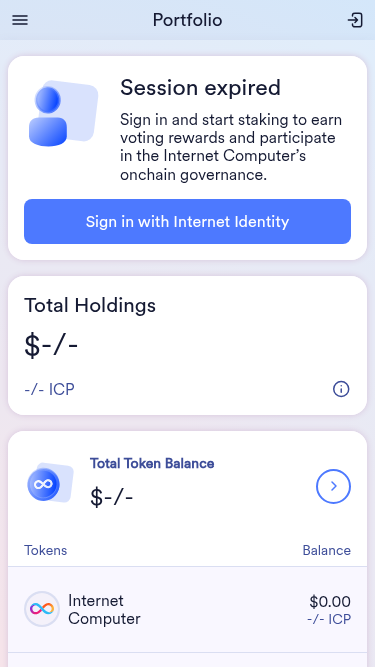 Portfolio
Session expired
Sign in and start staking to earn
voting rewards and participate
in the Internet Computer's
onchain governance.
Sign in with Internet Identity
Total Holdings
$-/-
-/- ICP
Total Token Balance
$-/-
Tokens Balance
Internet
Computer
$0.00
-/- ICP